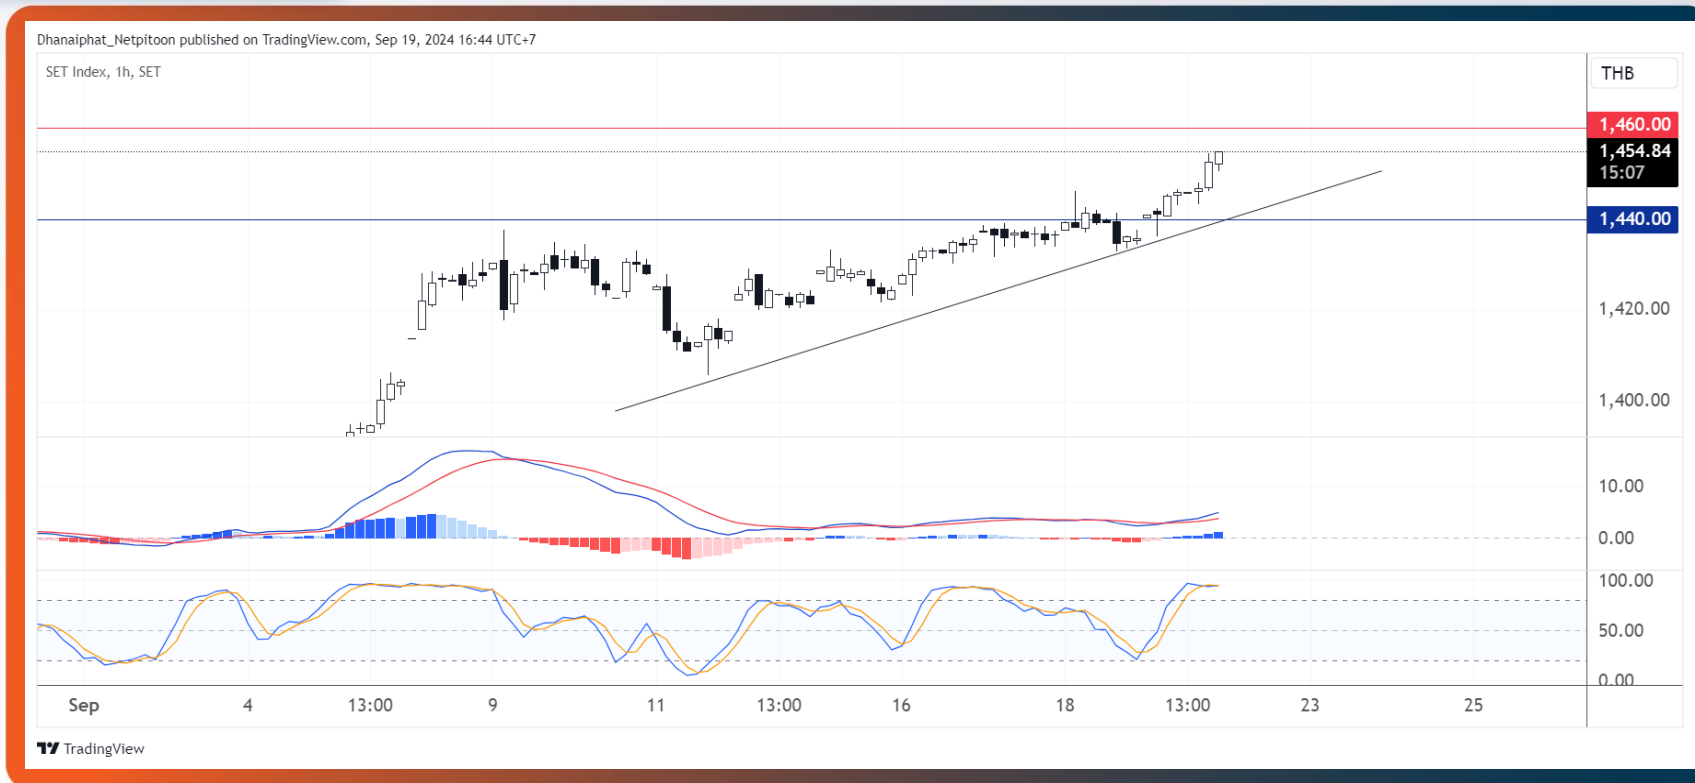 Dhanaiphat_Netpitoon published on TradingView.com, Sep 19, 2024 16:44 UTC+7
SET Index, 1h, SET
THB
1,460.00
1,454.84
15:07
1,440.00
1,420.00
1,400.00
10.00
0.00
100.00
50.00
0.00
Sep 4 13:00 9 11 13:00 16 18 13:00 23 25
TradingView